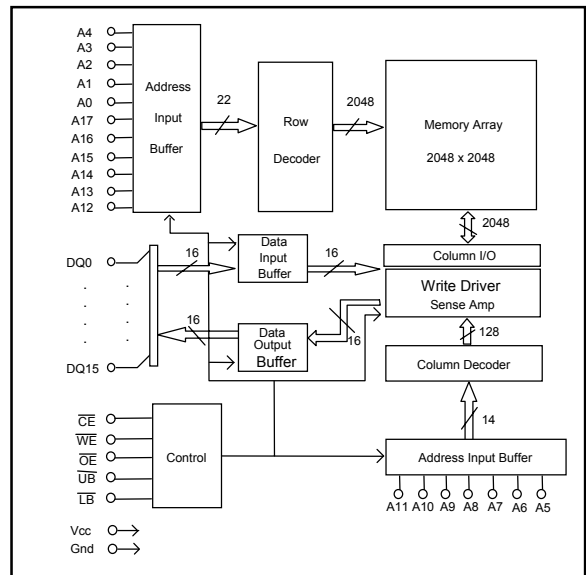 A4
A3
A2
A1
A0
A17
A16
A15
A14
A13
A12
Address
Input
Buffer
22
Row
Decoder
2048
Memory Array
2048 x 2048
2048
DQ0
DQ15
16
Data
Input
Buffer
16
Column I/O
Write Driver
Sense Amp
16
Data
Output
Buffer
16
128
Column Decoder
14
CE
WE
OE
UB
LB
Control
Address Input Buffer
A11 A10 A9 A8 A7 A6 A5
Vcc
Gnd